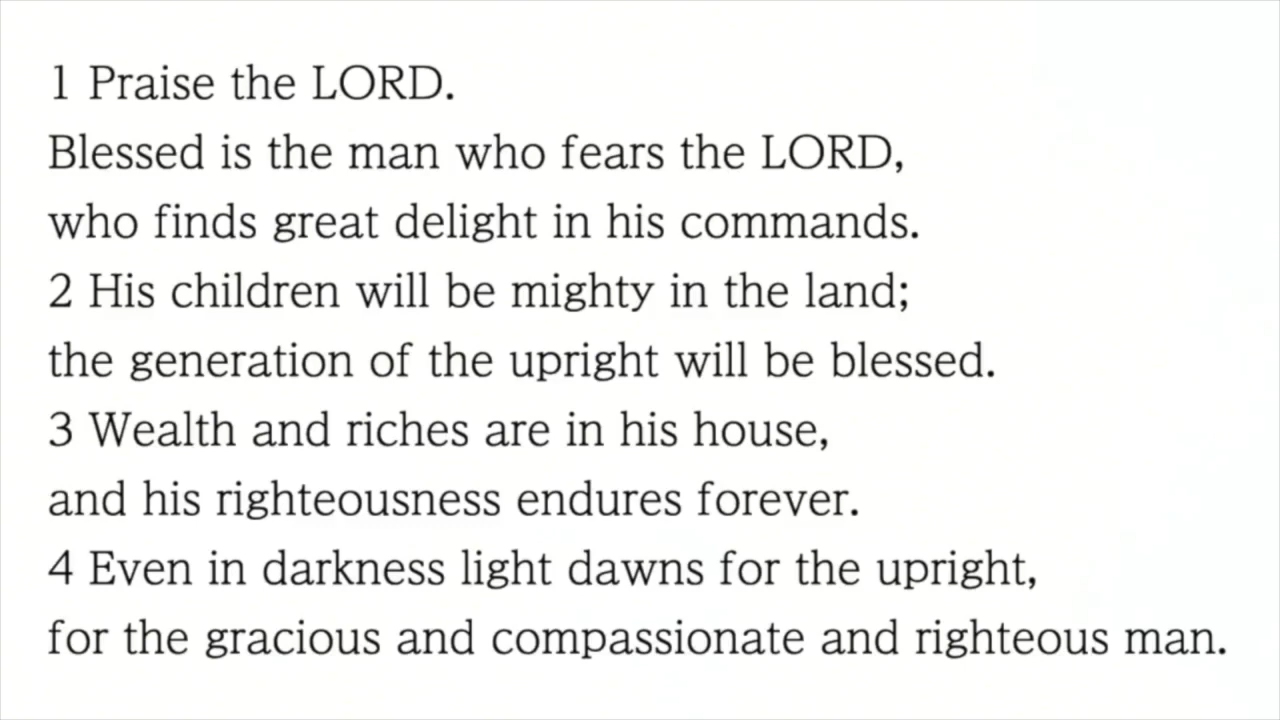 1 Praise the LORD.
Blessed is the man who fears the LORD,
who finds great delight in his commands.
2 His children will be mighty in the land;
the generation of the upright will be blessed.
3 Wealth and riches are in his house,
and his righteousness endures forever.
4 Even in darkness light dawns for the upright,
for the gracious and compassionate and righteous man.